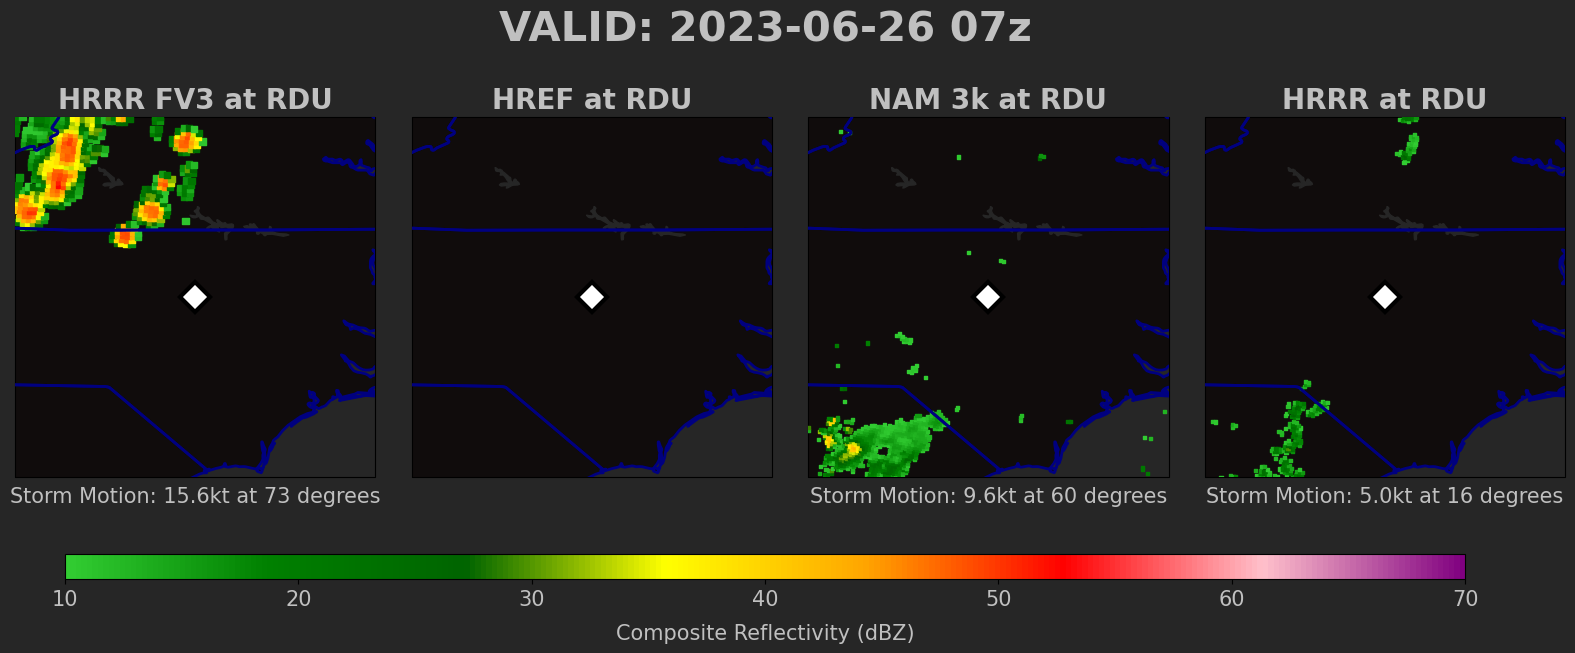 VALID: 2023-06-26 07z
HRRR FV3 at RDU
HREF at RDU
NAM 3k at RDU
HRRR at RDU
Storm Motion: 15.6kt at 73 degrees
Storm Motion: 9.6kt at 60 degrees
Storm Motion: 5.0kt at 16 degrees
10 20 30 40 50 60 70
Composite Reflectivity (dBZ)